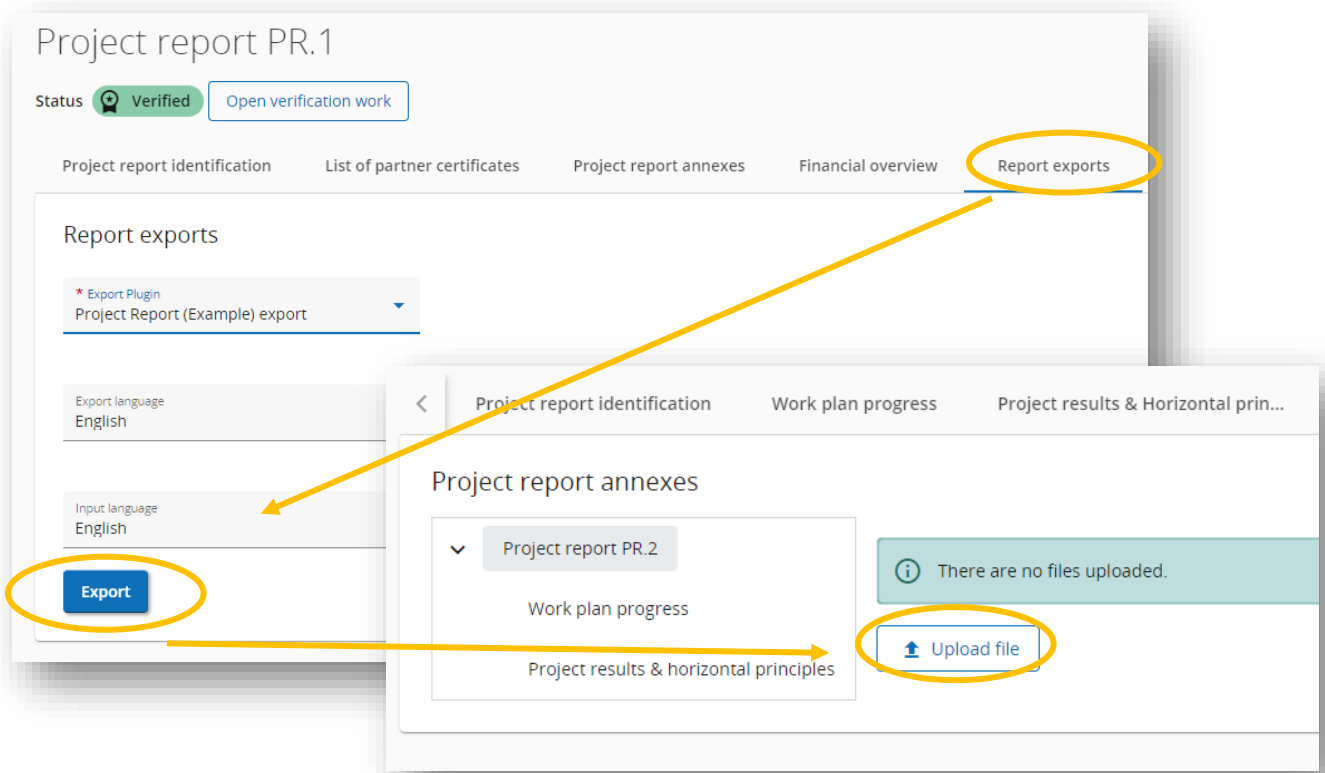 Project report PR.1
Status Verified Open verification work
Project report identification List of partner certificates Project report annexes Financial overview Report exports
Report exports
* Export Plugin
Project Report (Example) export
Export language
English
Input language
English
Export
Project report identification Work plan progress Project results & Horizontal prin...
Project report annexes
Project report PR.2
Work plan progress
Project results & horizontal principles
There are no files uploaded.
Upload file